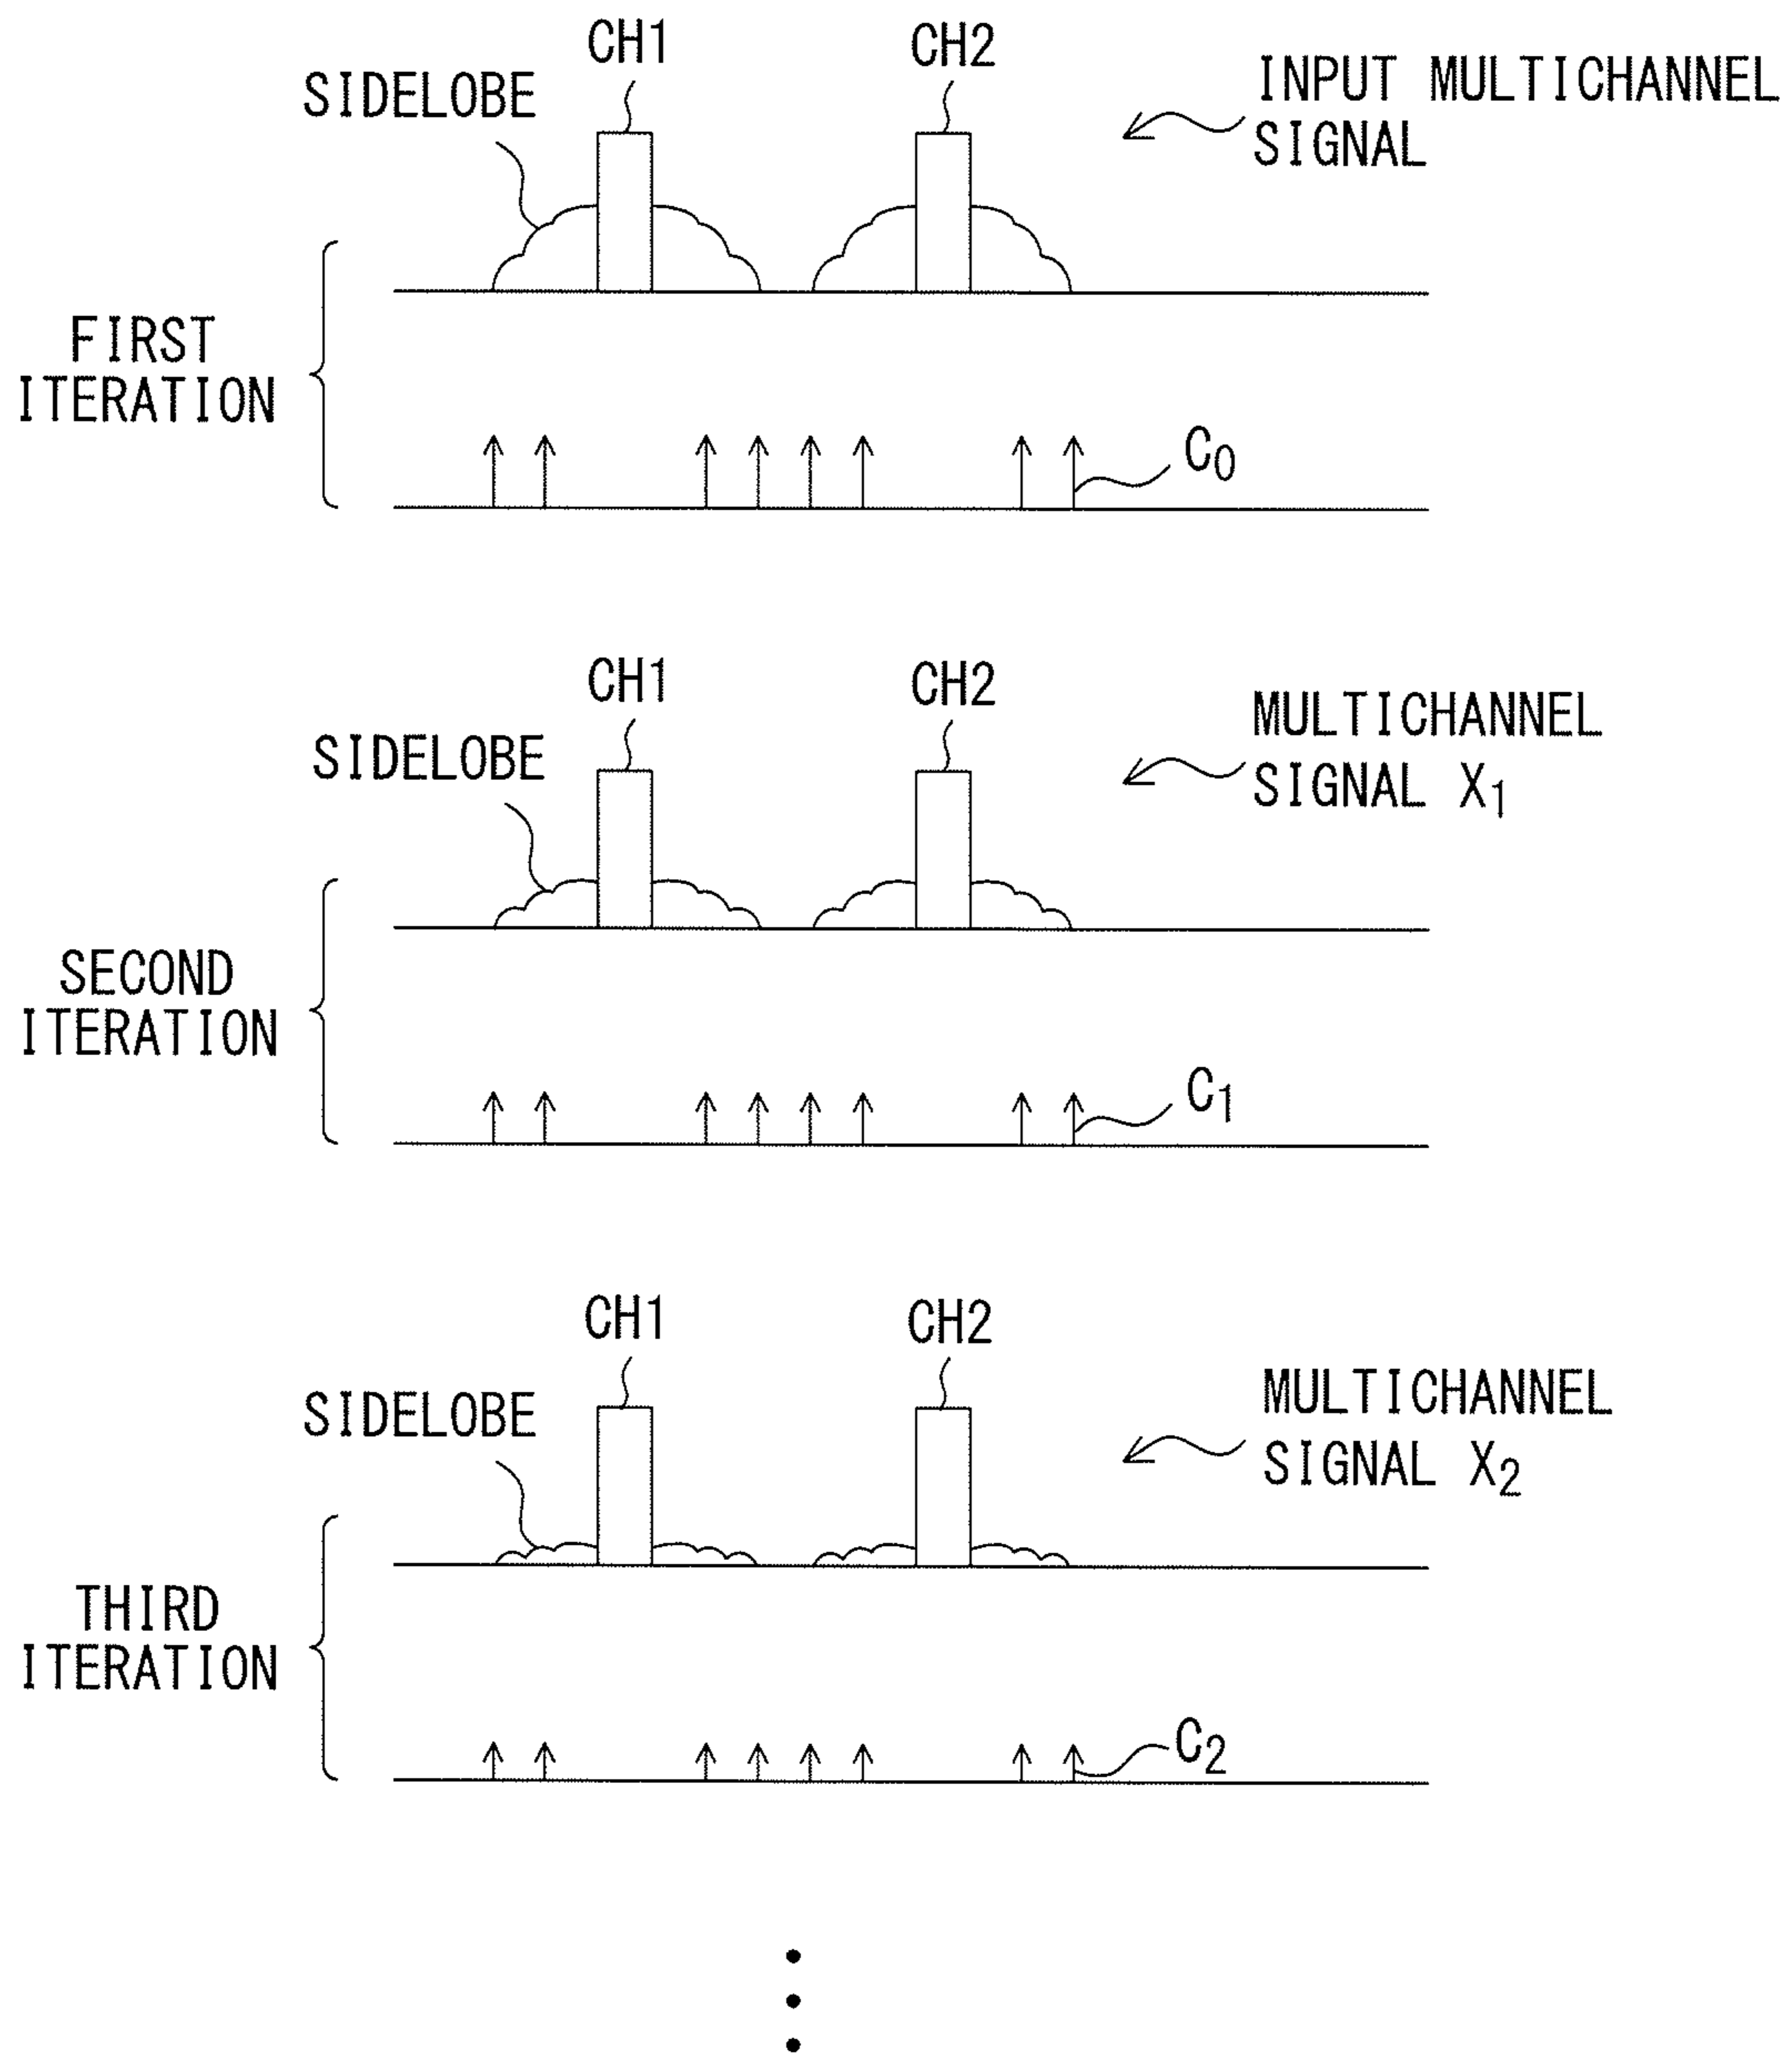 CH1
CH2
SIDELOBE
INPUT MULTICHANNEL
SIGNAL
FIRST
ITERATION
C0
CH1
CH2
SIDELOBE
MULTICHANNEL
SIGNAL X1
SECOND
ITERATION
C1
CH1
CH2
SIDELOBE
MULTICHANNEL
SIGNAL X2
THIRD
ITERATION
C2